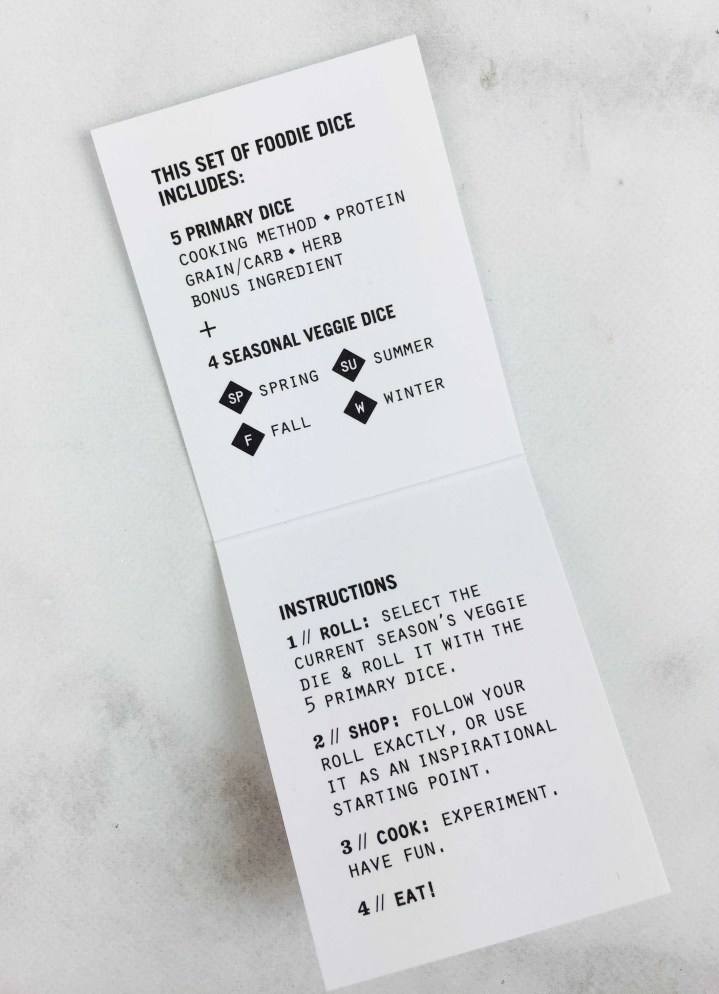 THIS SET OF FOODIE DICE
INCLUDES:
5 PRIMARY DICE
COOKING METHOD ◆ PROTEIN
GRAIN/CARB ◆ HERB
BONUS INGREDIENT
+
4 SEASONAL VEGGIE DICE
SP SPRING SU SUMMER
F FALL W WINTER
INSTRUCTIONS
1 // ROLL: SELECT THE
CURRENT SEASON'S VEGGIE
DIE & ROLL IT WITH THE
5 PRIMARY DICE.
2 // SHOP: FOLLOW YOUR
ROLL EXACTLY, OR USE
IT AS AN INSPIRATIONAL
STARTING POINT.
3 // COOK: EXPERIMENT.
HAVE FUN.
4 // EAT!